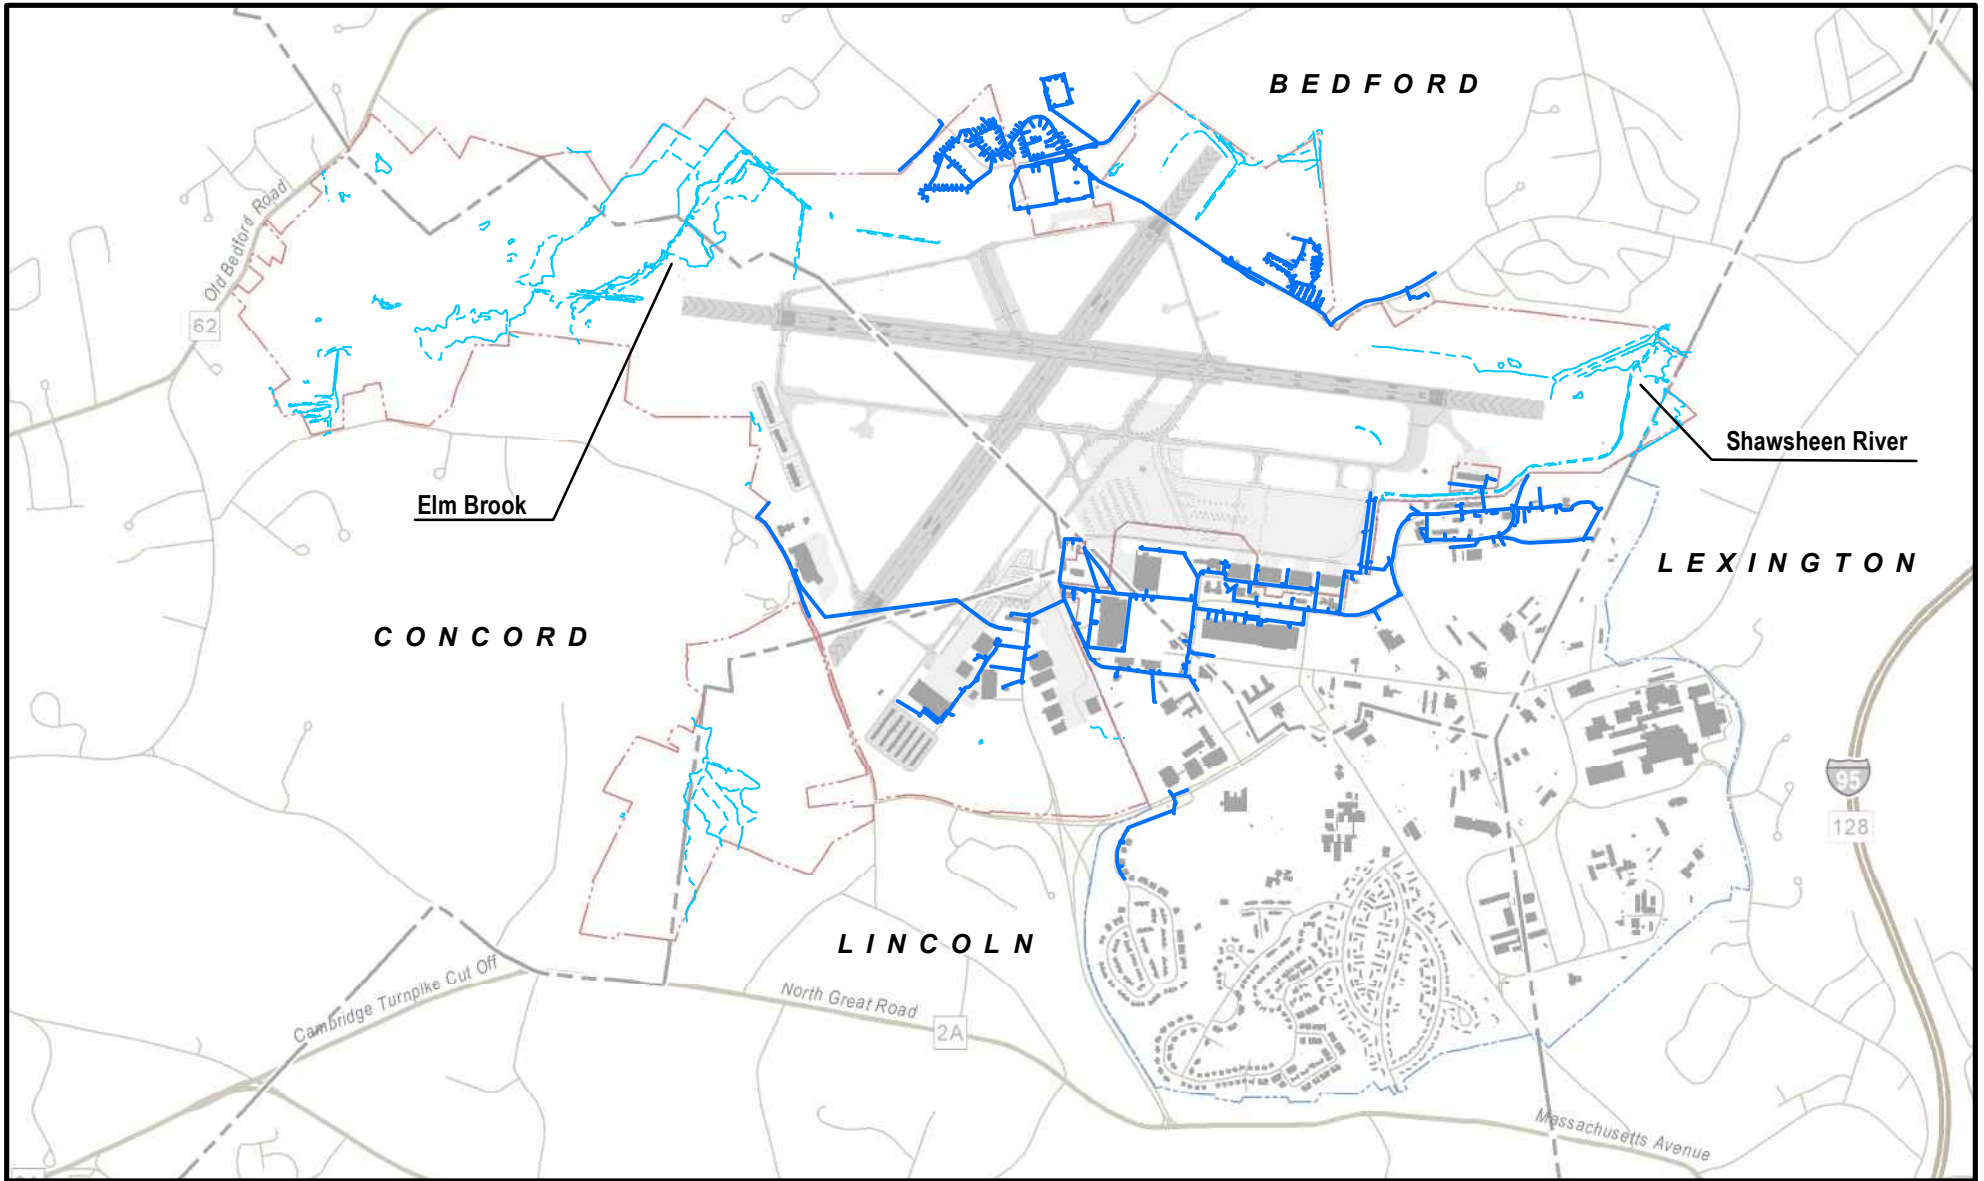 BEDFORD
Old Bedford Road
62
Elm Brook
Shawsheen River
LEXINGTON
CONCORD
95
128
LINCOLN
Cambridge Turnpike Cut Off
North Great Road
2A
Massachusetts Avenue